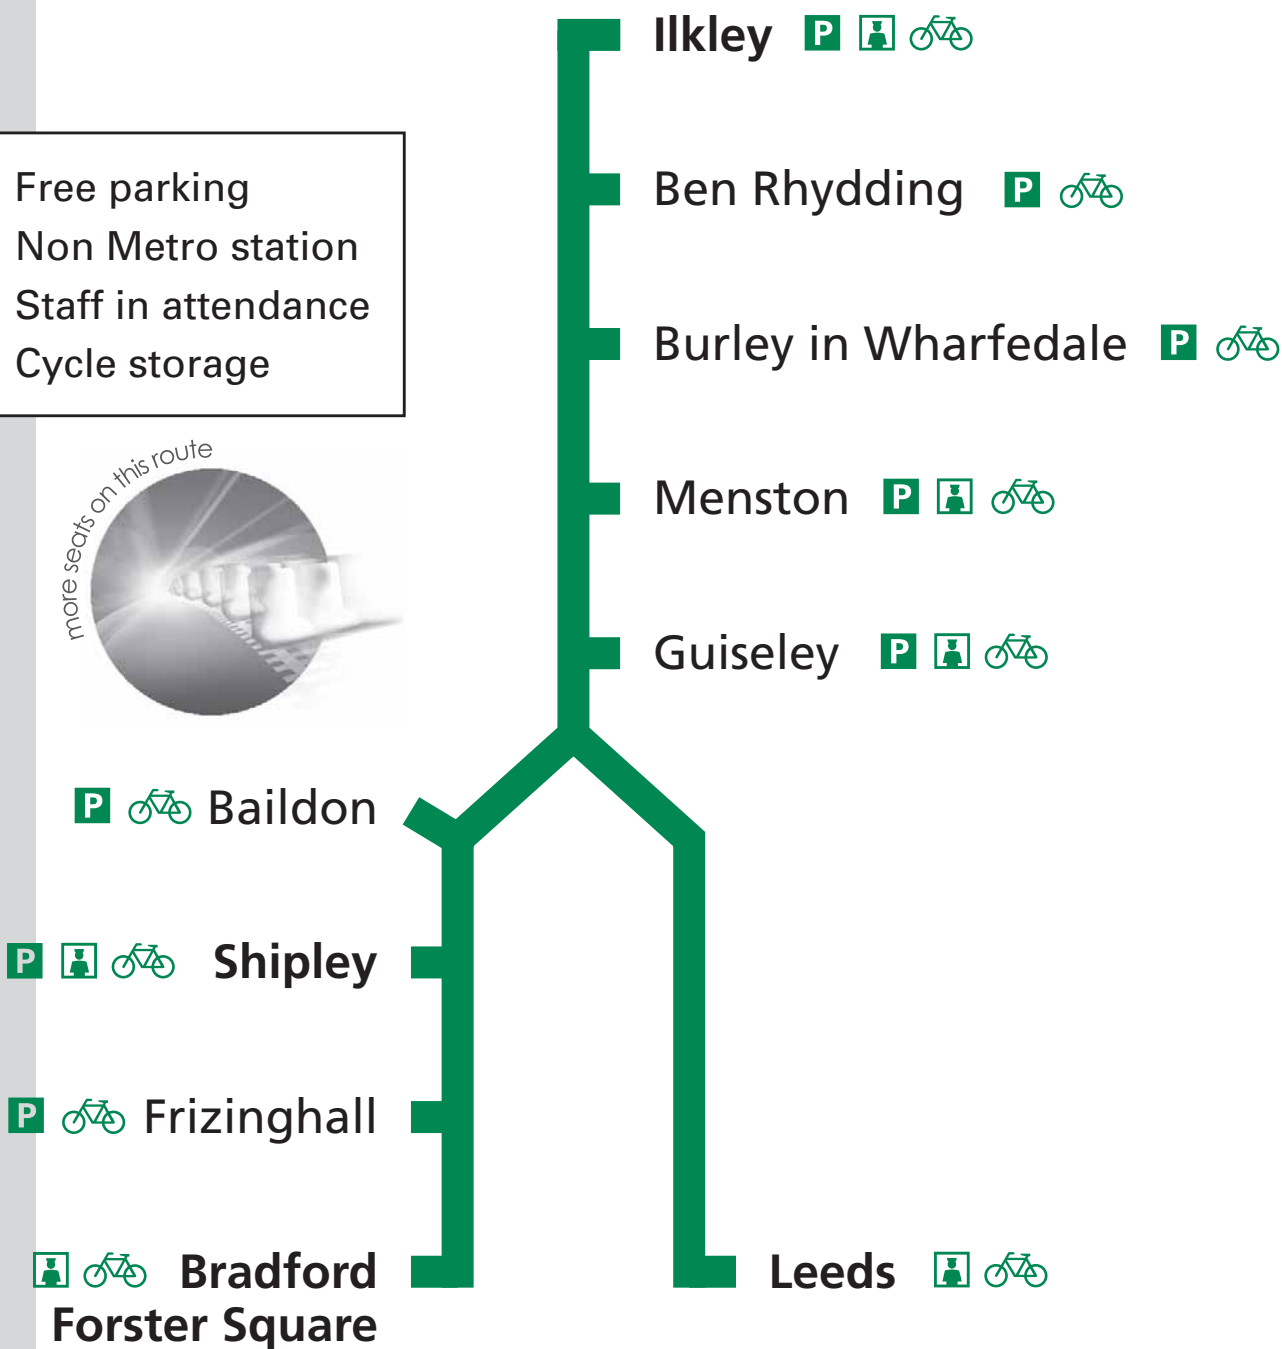 Ilkley P
Free parking
Non Metro station
Staff in attendance
Cycle storage
Ben Rhydding P
Burley in Wharfedale P
more seats on this route
Menston P
Guiseley P
P Baildon
P Shipley
P Frizinghall
Bradford
Forster Square
Leeds